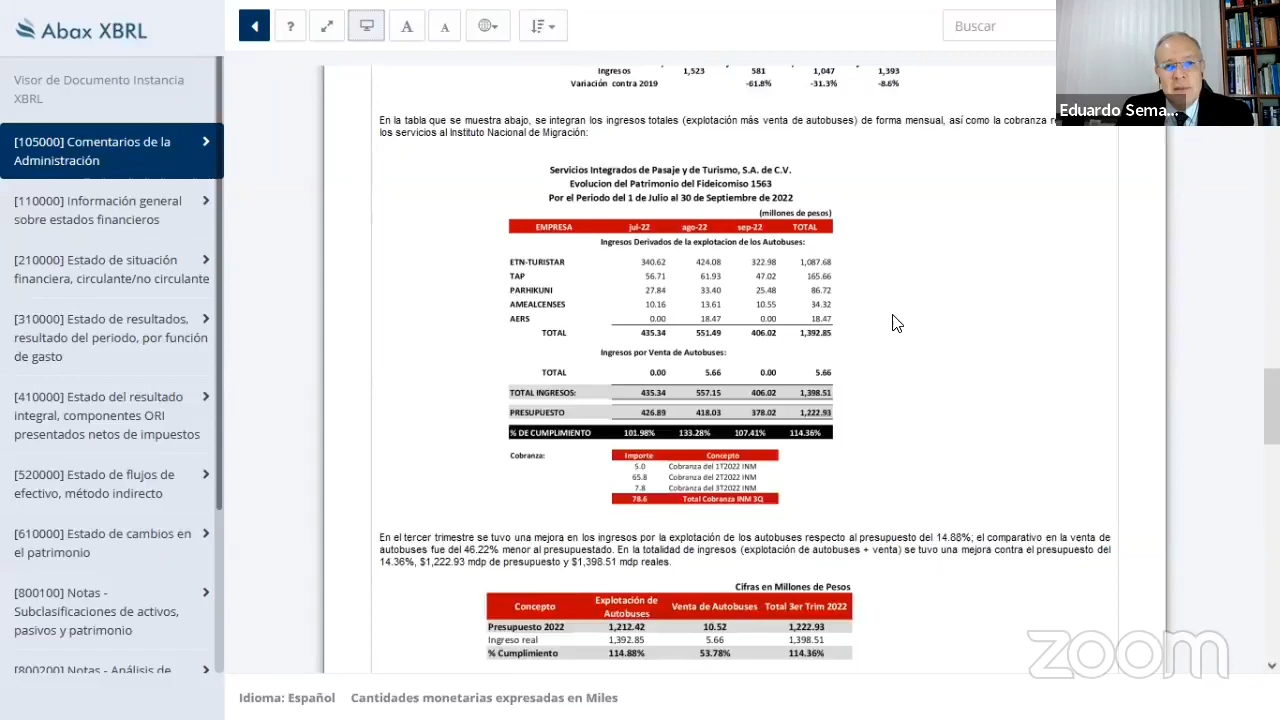 Abax XBRL
Visor de Documento Instancia
XBRL
[105000] Comentarios de la
Administración
[110000] Información general
sobre estados financieros
[210000] Estado de situación
financiera, circulante/no circulante
[310000] Estado de resultados,
resultado del periodo, por función
de gasto
[410000] Estado del resultado
integral, componentes ORI
presentados netos de impuestos
[520000] Estado de flujos de
efectivo, método indirecto
[610000] Estado de cambios en
el patrimonio
[800100] Notas -
Subclasificaciones de activos,
pasivos y patrimonio
[800200] Notas - Análisis de
? A A
Buscar
Eduardo Sema...
Ingresos 1,523 581 1,047 1,393
Variación contra 2019 -61.8% -31.3% -8.6%
En la tabla que se muestra abajo, se integran los ingresos totales (explotación más venta de autobuses) de forma mensual, así como la cobranza
los servicios al Instituto Nacional de Migración:
Servicios Integrados de Pasaje y de Turismo, S.A. de C.V.
Evolucion del Patrimonio del Fideicomiso 1563
Por el Periodo del 1 de Julio al 30 de Septiembre de 2022
(millones de pesos)
EMPRESA jul-22 ago-22 sep-22 TOTAL
Ingresos Derivados de la explotacion de los Autobuses:
ETN-TURISTAR 340.62 424.08 322.98 1,087.68
TAP 56.71 61.93 47.02 165.66
PARHIKUNI 27.84 33.40 25.48 86.72
AMEALCENSES 10.16 13.61 10.55 34.32
AERS 0.00 18.47 0.00 18.47
TOTAL 435.34 551.49 406.02 1,392.85
Ingresos por Venta de Autobuses:
TOTAL 0.00 5.66 0.00 5.66
TOTAL INGRESOS: 435.34 557.15 406.02 1,398.51
PRESUPUESTO 426.89 418.03 378.02 1,222.93
% DE CUMPLIMIENTO 101.98% 133.28% 107.41% 114.36%
Cobranza: Importe Concepto
5.0 Cobranza del 1T2022 INM
65.8 Cobranza del 2T2022 INM
7.8 Cobranza del 3T2022 INM
78.6 Total Cobranza INM 3Q
En el tercer trimestre se tuvo una mejora en los ingresos por la explotación de los autobuses respecto al presupuesto del 14.88%; el comparativo en la venta de
autobuses fue del 46.22% menor al presupuestado. En la totalidad de ingresos (explotación de autobuses + venta) se tuvo una mejora contra el presupuesto del
14.36%, $1,222.93 mdp de presupuesto y $1,398.51 mdp reales.
Cifras en Millones de Pesos
Concepto Explotación de Autobuses Venta de Autobuses Total 3er Trim 2022
Presupuesto 2022 1,212.42 10.52 1,222.93
Ingreso real 1,392.85 5.66 1,398.51
% Cumplimiento 114.88% 53.78% 114.36%
zoom
Idioma: Español Cantidades monetarias expresadas en Miles